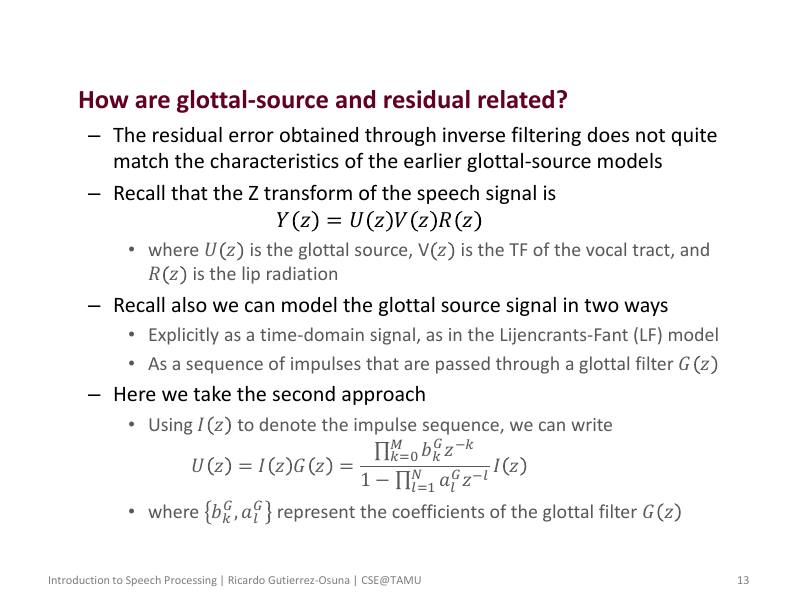 How are glottal-source and residual related?
– The residual error obtained through inverse filtering does not quite
match the characteristics of the earlier glottal-source models
– Recall that the Z transform of the speech signal is
𝑌(𝑧) = 𝑈(𝑧)𝑉(𝑧)𝑅(𝑧)
• where 𝑈(𝑧) is the glottal source, V(𝑧) is the TF of the vocal tract, and
𝑅(𝑧) is the lip radiation
– Recall also we can model the glottal source signal in two ways
• Explicitly as a time-domain signal, as in the Lijencrants-Fant (LF) model
• As a sequence of impulses that are passed through a glottal filter 𝐺(𝑧)
– Here we take the second approach
• Using 𝐼(𝑧) to denote the impulse sequence, we can write
$U(z) = I(z)G(z) = \frac{\prod_{k=0}^{M} b_k^G z^{-k}}{1 - \prod_{l=1}^{N} a_l^G z^{-l}} I(z)$
• where $\{b_k^G, a_l^G\}$ represent the coefficients of the glottal filter 𝐺(𝑧)
Introduction to Speech Processing | Ricardo Gutierrez-Osuna | CSE@TAMU 13